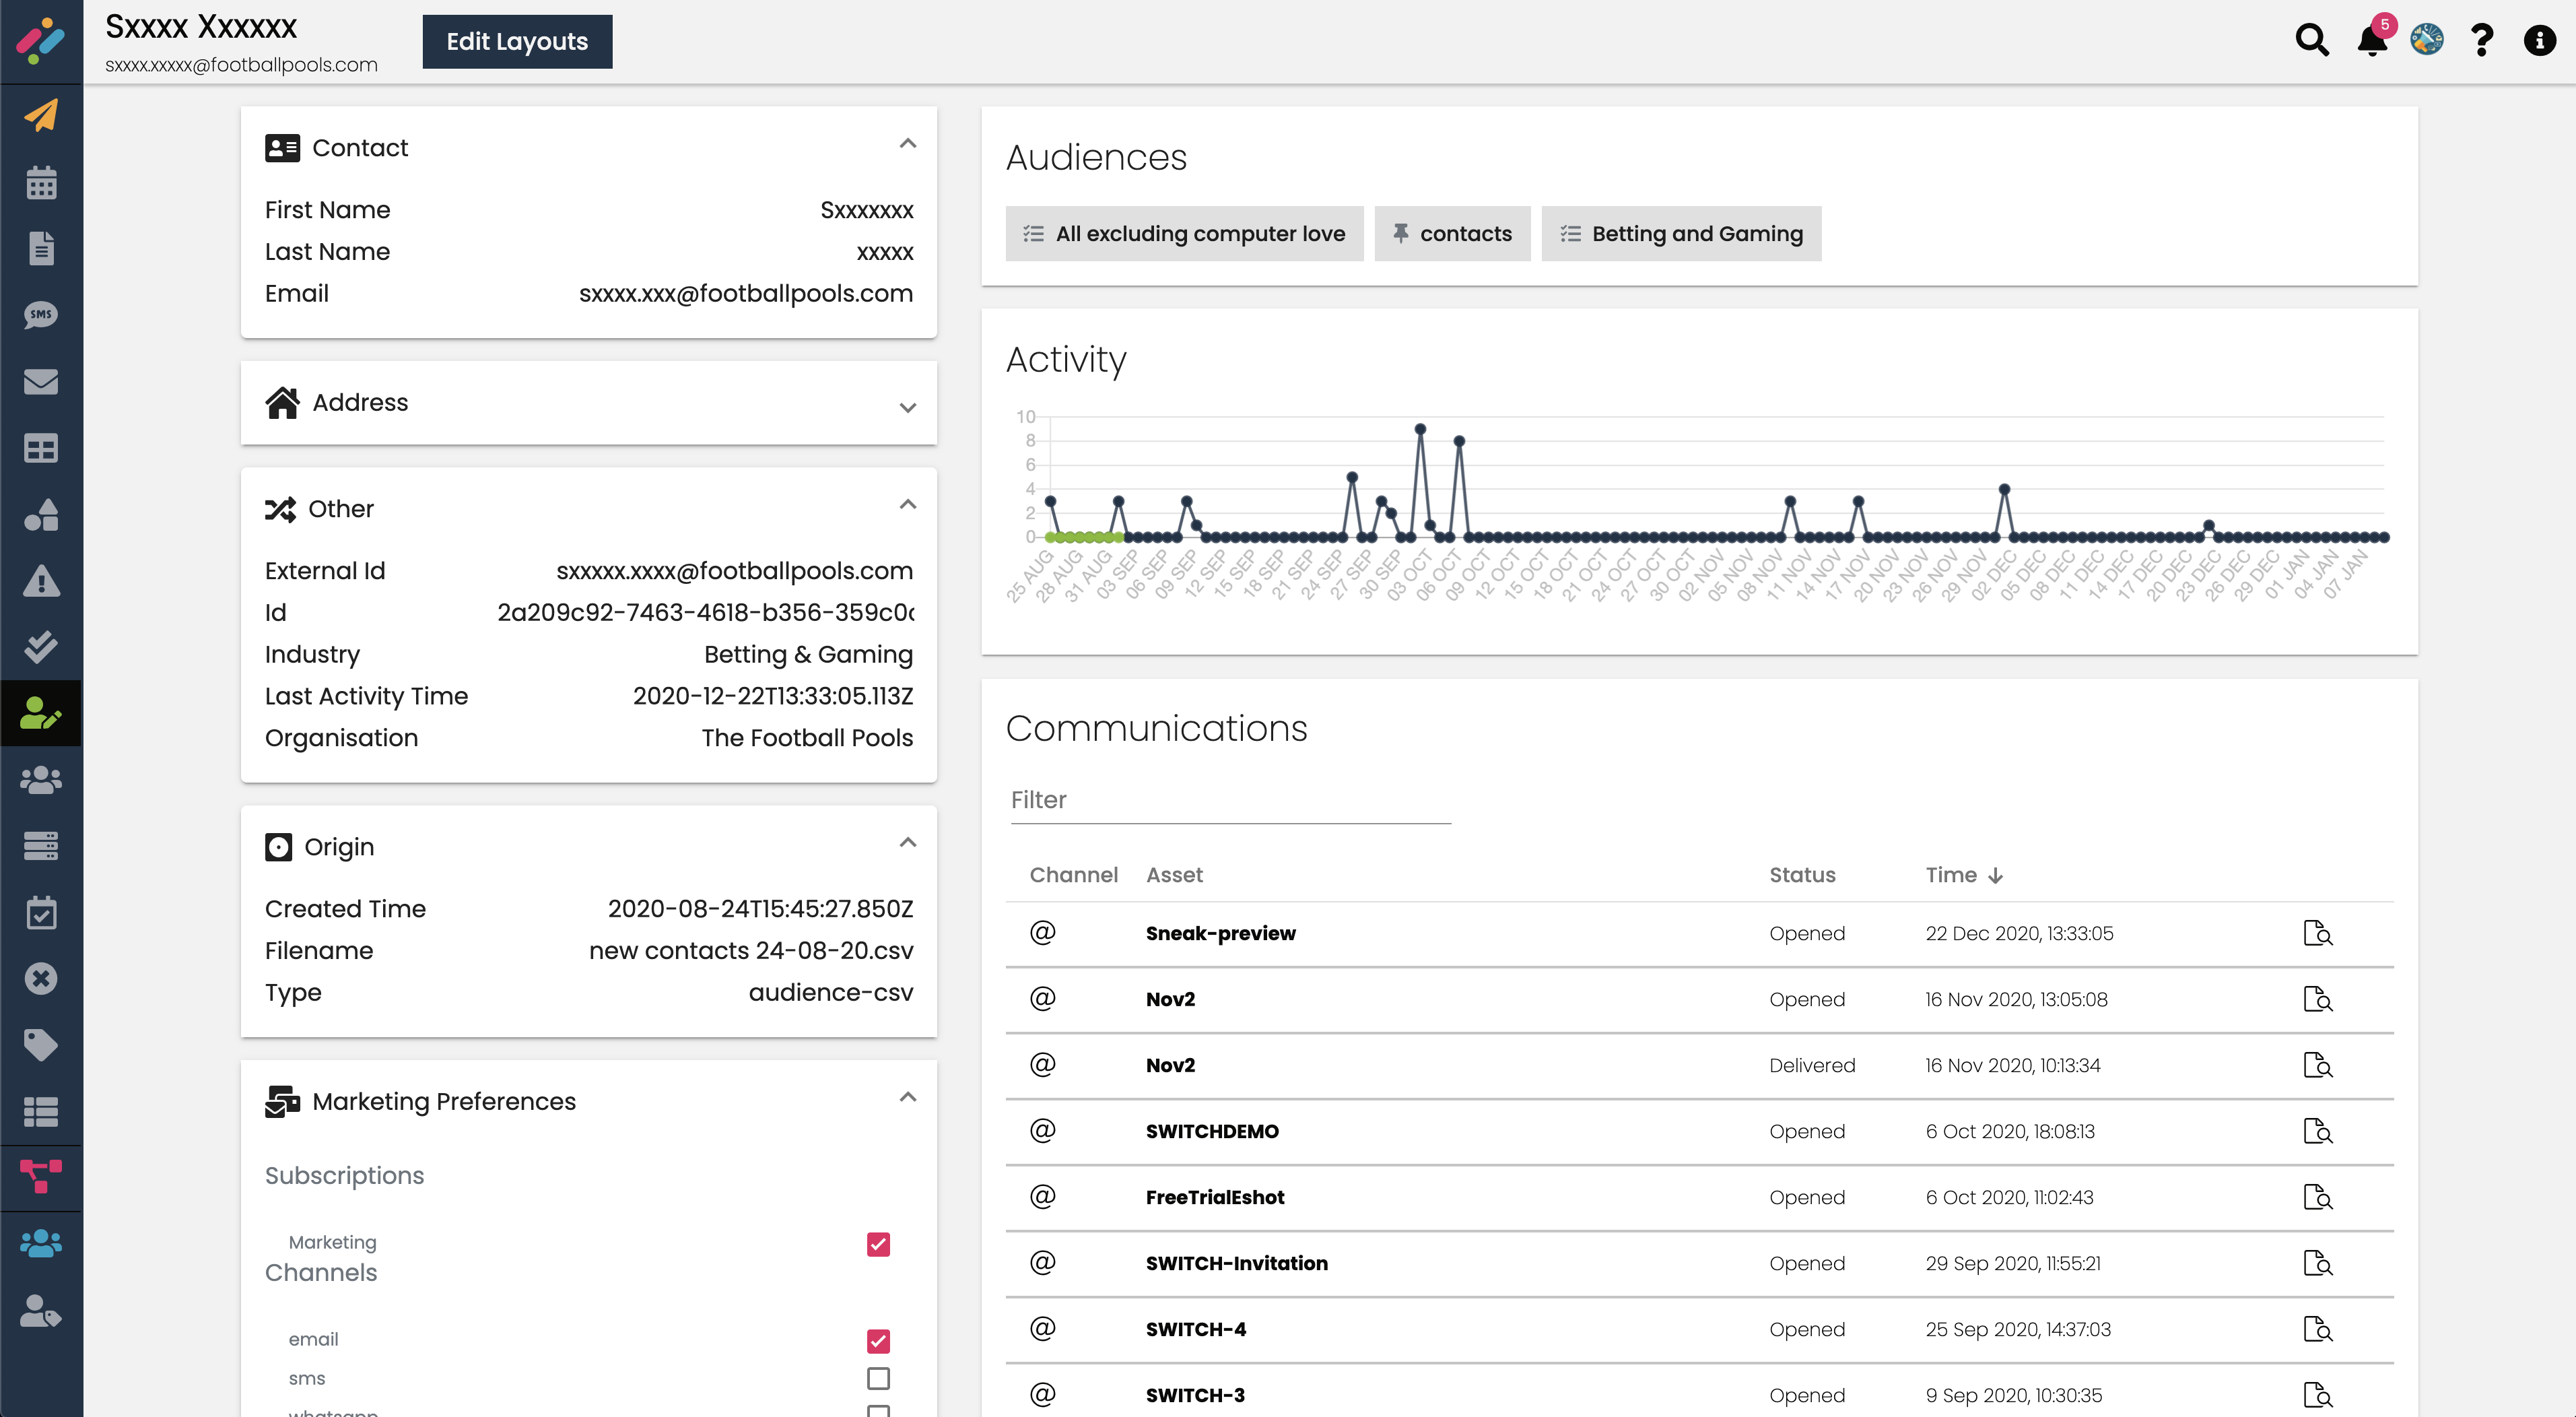 Sxxxx Xxxxxx
sxxxx.xxxxx@footballpools.com
Edit Layouts
5
SMS
Contact
First Name Sxxxxxxx
Last Name xxxxx
Email sxxxx.xxx@footballpools.com
Address
Other
External Id sxxxxx.xxxx@footballpools.com
Id 2a209c92-7463-4618-b356-359c0
Industry Betting & Gaming
Last Activity Time 2020-12-22T13:33:05.113Z
Organisation The Football Pools
Origin
Created Time 2020-08-24T15:45:27.850Z
Filename new contacts 24-08-20.csv
Type audience-csv
Marketing Preferences
Subscriptions
Marketing
Channels
email
sms
whatsapp
Audiences
All excluding computer love contacts Betting and Gaming
Activity
10
8
6
4
2
0
25 AUG 28 AUG 31 AUG 03 SEP 06 SEP 09 SEP 12 SEP 15 SEP 18 SEP 21 SEP 24 SEP 27 SEP 30 SEP 03 OCT 06 OCT 09 OCT 12 OCT 15 OCT 18 OCT 21 OCT 24 OCT 27 OCT 30 OCT 02 NOV 05 NOV 08 NOV 11 NOV 14 NOV 17 NOV 20 NOV 23 NOV 26 NOV 29 NOV 02 DEC 05 DEC 08 DEC 11 DEC 14 DEC 17 DEC 20 DEC 23 DEC 26 DEC 29 DEC 01 JAN 04 JAN 07 JAN
Communications
Filter
Channel Asset Status Time ↓
@ Sneak-preview Opened 22 Dec 2020, 13:33:05
@ Nov2 Opened 16 Nov 2020, 13:05:08
@ Nov2 Delivered 16 Nov 2020, 10:13:34
@ SWITCHDEMO Opened 6 Oct 2020, 18:08:13
@ FreeTrialEshot Opened 6 Oct 2020, 11:02:43
@ SWITCH-Invitation Opened 29 Sep 2020, 11:55:21
@ SWITCH-4 Opened 25 Sep 2020, 14:37:03
@ SWITCH-3 Opened 9 Sep 2020, 10:30:35